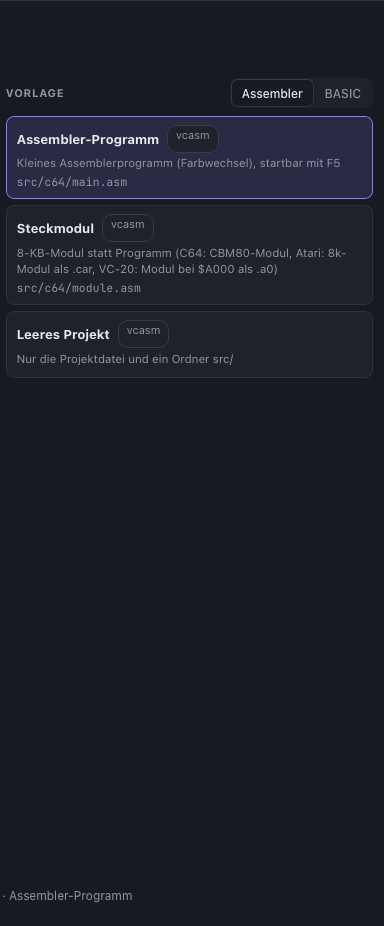 VORLAGE Assembler BASIC
Assembler-Programm vcasm
Kleines Assemblerprogramm (Farbwechsel), startbar mit F5
src/c64/main.asm
Steckmodul vcasm
8-KB-Modul statt Programm (C64: CBM80-Modul, Atari: 8k-
Modul als .car, VC-20: Modul bei $A000 als .a0)
src/c64/module.asm
Leeres Projekt vcasm
Nur die Projektdatei und ein Ordner src/
· Assembler-Programm